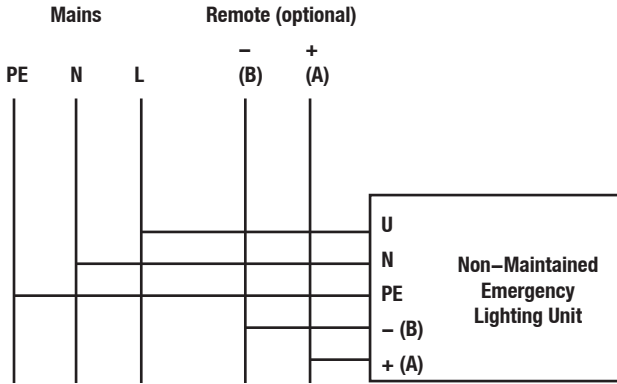 Mains Remote (optional)
– +
PE N L (B) (A)
U
N
PE
– (B)
+ (A)
Non–Maintained
Emergency
Lighting Unit